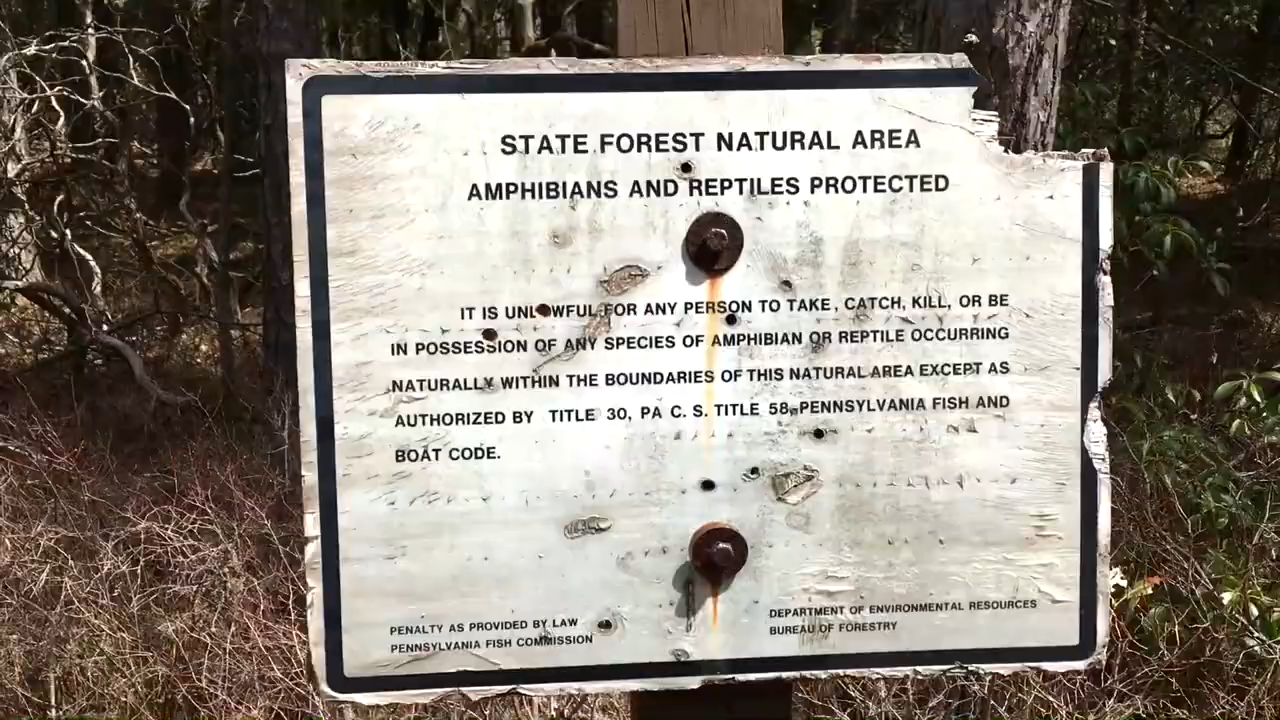 STATE FOREST NATURAL AREA
AMPHIBIANS AND REPTILES PROTECTED
IT IS UNLAWFUL FOR ANY PERSON TO TAKE, CATCH, KILL, OR BE
IN POSSESSION OF ANY SPECIES OF AMPHIBIAN OR REPTILE OCCURRING
NATURALLY WITHIN THE BOUNDARIES OF THIS NATURAL AREA EXCEPT AS
AUTHORIZED BY TITLE 30, PA C. S. TITLE 58, PENNSYLVANIA FISH AND
BOAT CODE.
PENALTY AS PROVIDED BY LAW
PENNSYLVANIA FISH COMMISSION
DEPARTMENT OF ENVIRONMENTAL RESOURCES
BUREAU OF FORESTRY